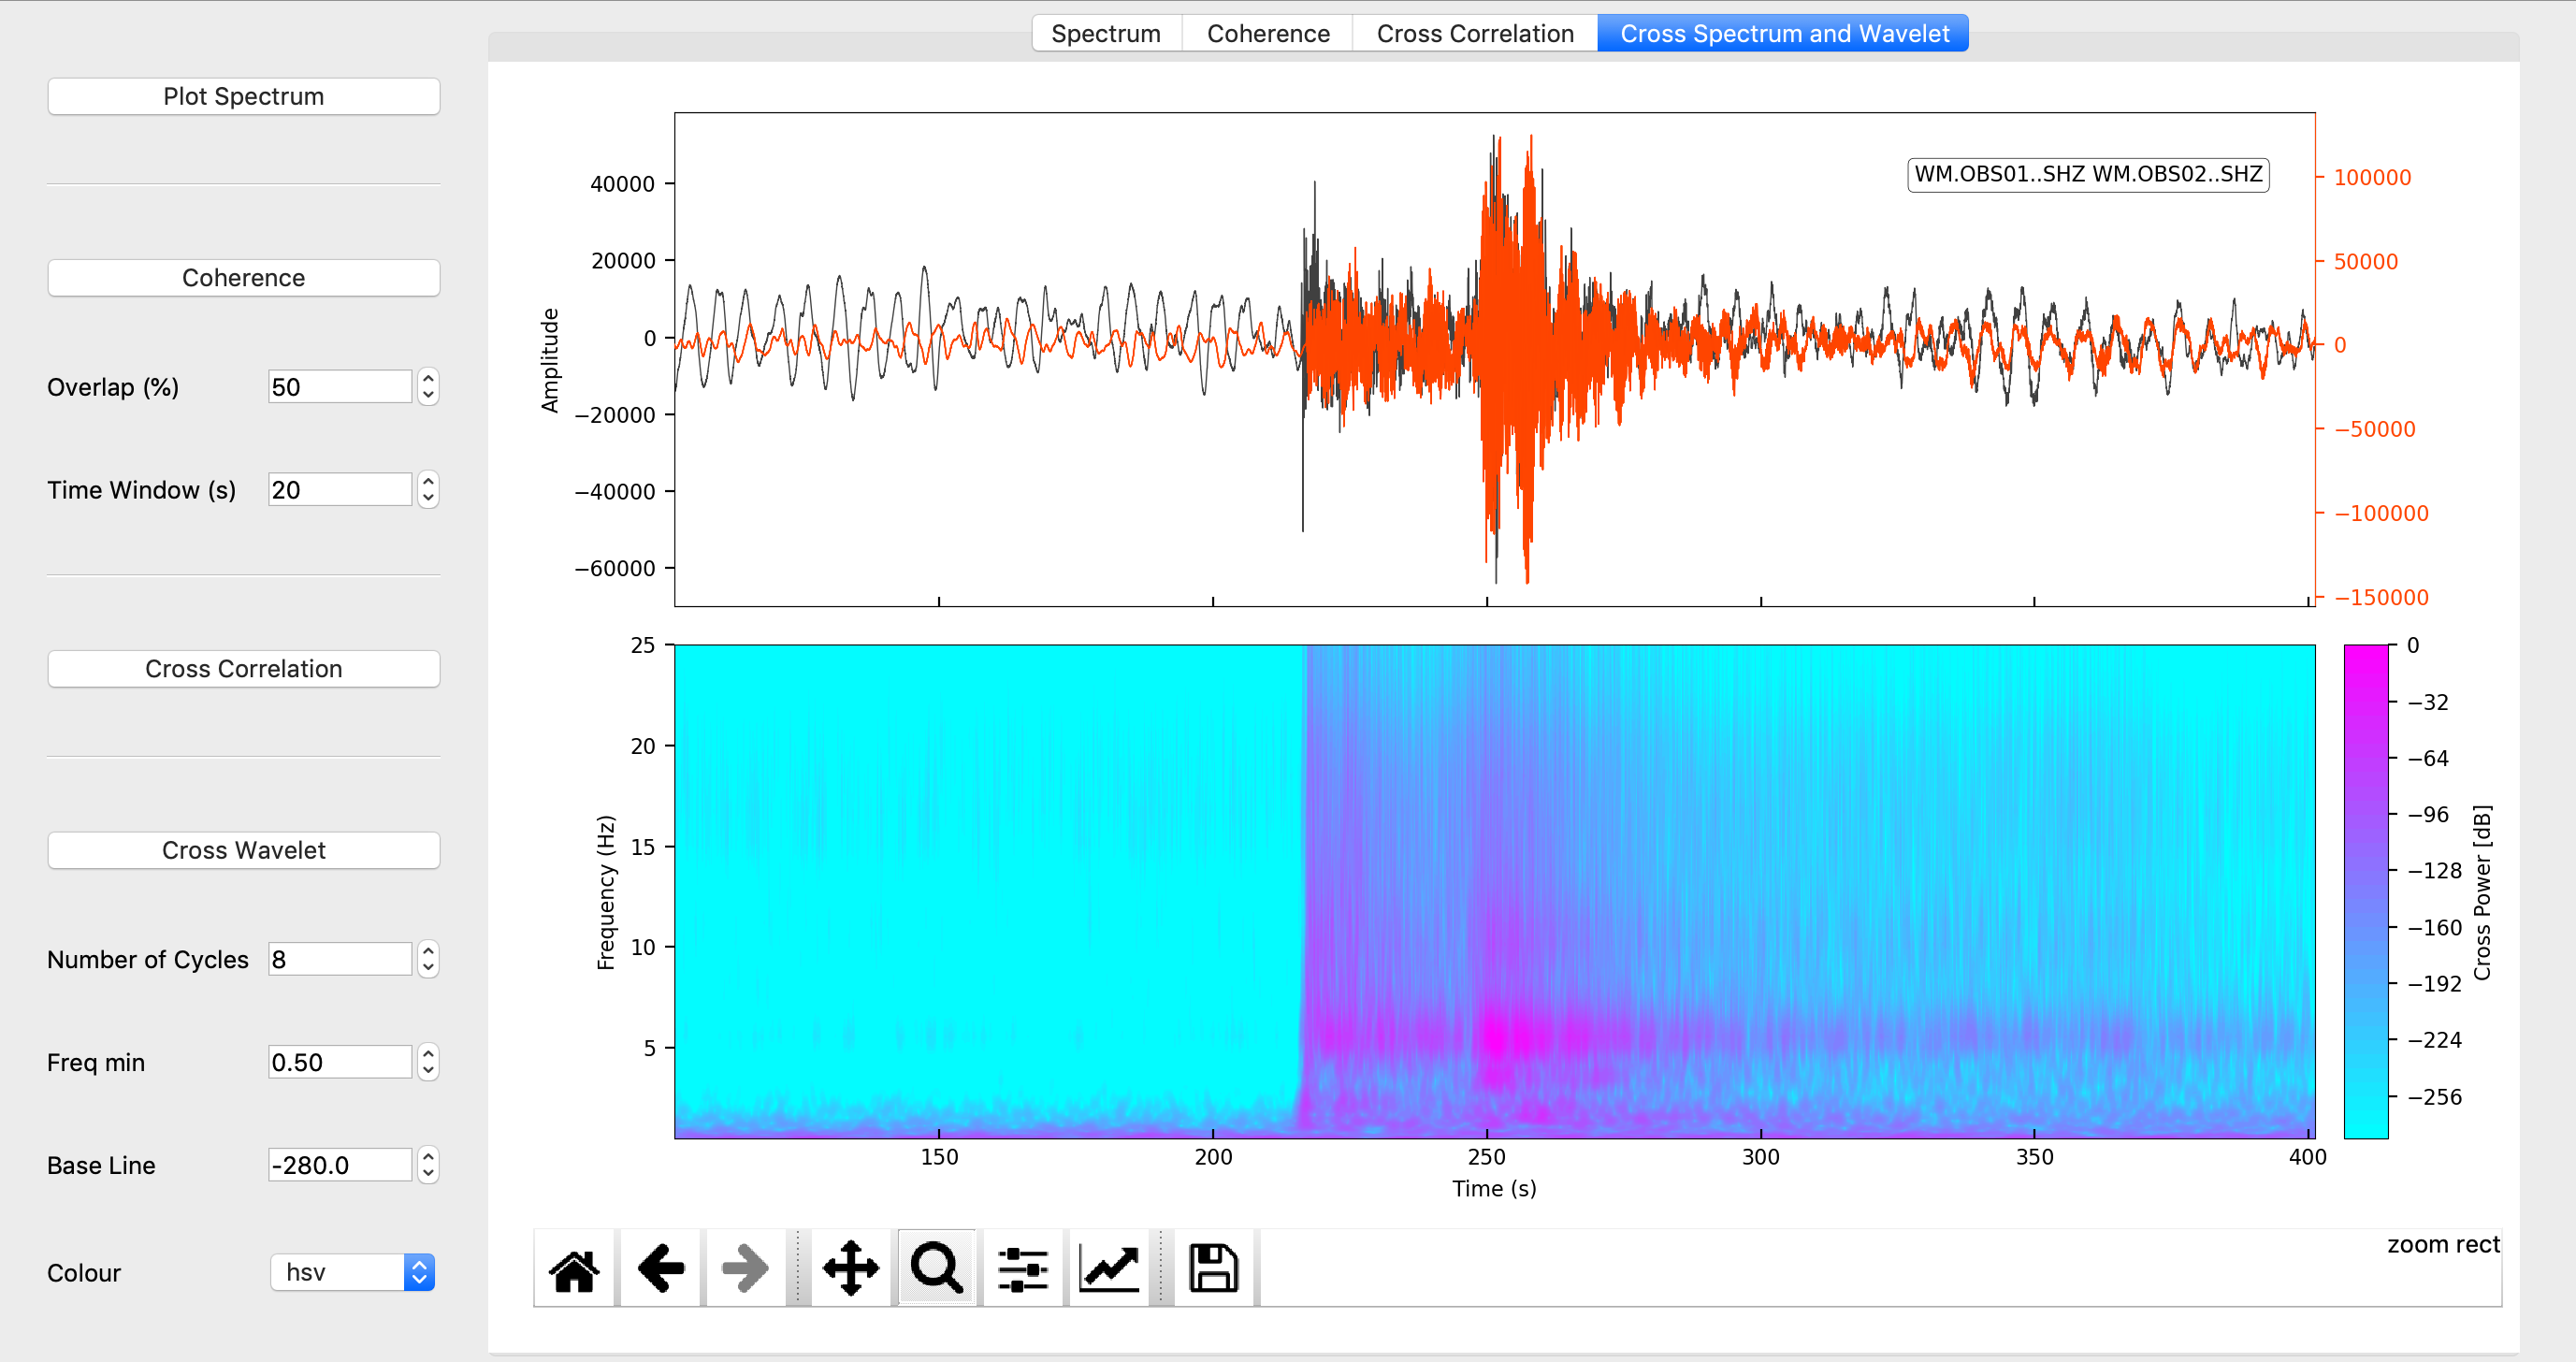 Spectrum
Coherence
Cross Correlation
Cross Spectrum and Wavelet
Plot Spectrum
Coherence
Overlap (%)
50
Time Window (s)
20
Cross Correlation
Cross Wavelet
Number of Cycles
8
Freq min
0.50
Base Line
-280.0
Colour
hsv
WM.OBS01..SHZ WM.OBS02..SHZ
Amplitude
40000
20000
0
−20000
−40000
−60000
100000
50000
0
−50000
−100000
−150000
Frequency (Hz)
25
20
15
10
5
150
200
250
300
350
400
Time (s)
0
−32
−64
−96
−128
−160
−192
−224
−256
Cross Power [dB]
zoom rect